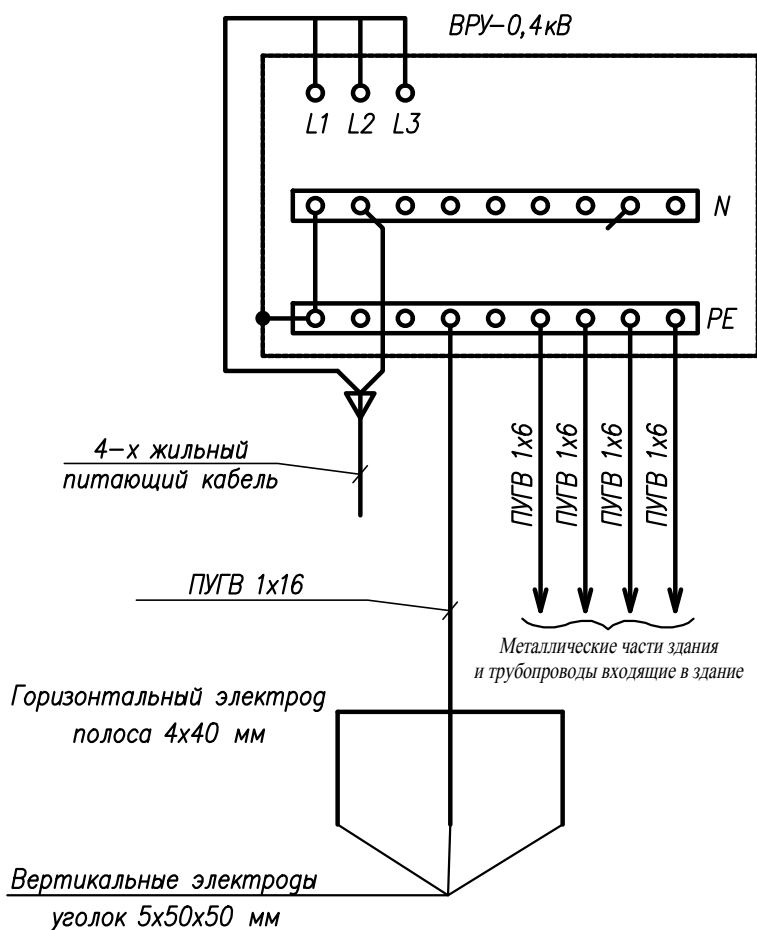 ВРУ-0,4кВ
L1 L2 L3
N
PE
4-х жильный
питающий кабель
ПУГВ 1х6
ПУГВ 1х6
ПУГВ 1х6
ПУГВ 1х6
ПУГВ 1х16
Металлические части здания
и трубопроводы входящие в здание
Горизонтальный электрод
полоса 4х40 мм
Вертикальные электроды
уголок 5х50х50 мм